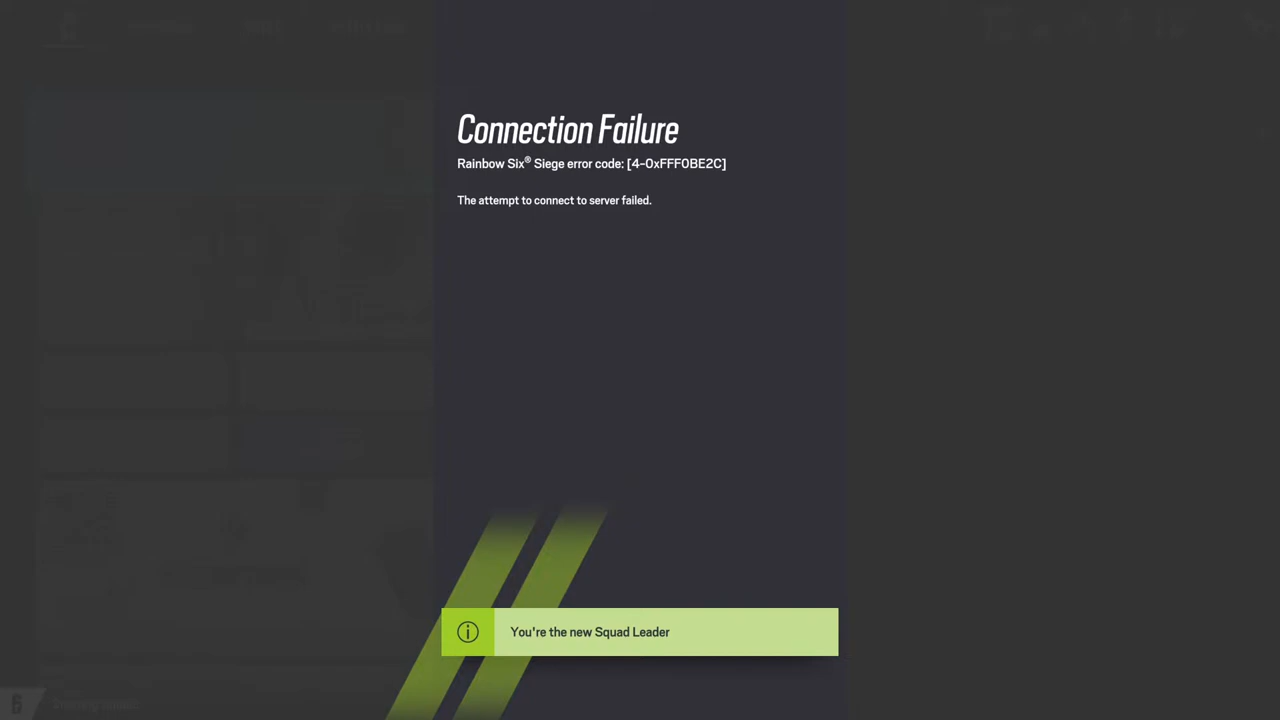 Connection Failure
Rainbow Six® Siege error code: [4-0xFFF0BE2C]
The attempt to connect to server failed.
You're the new Squad Leader